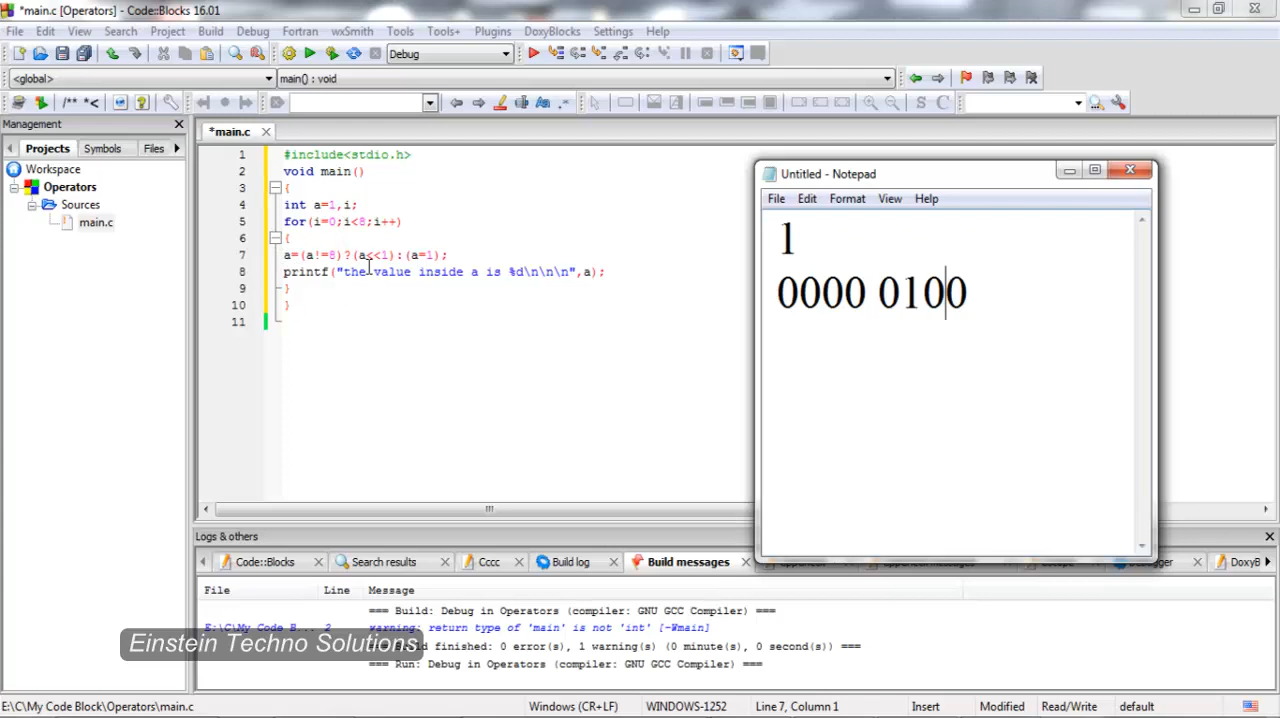 *main.c [Operators] - Code::Blocks 16.01
File Edit View Search Project Build Debug Fortran wxSmith Tools Tools+ Plugins DoxyBlocks Settings Help
Debug
<global> main() : void
/** *<
S C
Management
Projects Symbols Files
Workspace
Operators
Sources
main.c
*main.c
1 #include<stdio.h>
2 void main()
3 {
4 int a=1,i;
5 for(i=0;i<8;i++)
6 {
7 a=(a!=8)?(a<<1):(a=1);
8 printf("the value inside a is %d\n\n\n",a);
9 }
10 }
11
Untitled - Notepad
File Edit Format View Help
1
0000 0100
Logs & others
Code::Blocks Search results Cccc Build log Build messages DoxyB
File Line Message
=== Build: Debug in Operators (compiler: GNU GCC Compiler) ===
E:\C\My Code B... 2 warning: return type of 'main' is not 'int' [-Wmain]
=== Build finished: 0 error(s), 1 warning(s) (0 minute(s), 0 second(s)) ===
=== Run: Debug in Operators (compiler: GNU GCC Compiler) ===
Einstein Techno Solutions
E:\C\My Code Block\Operators\main.c Windows (CR+LF) WINDOWS-1252 Line 7, Column 1 Insert Modified Read/Write default